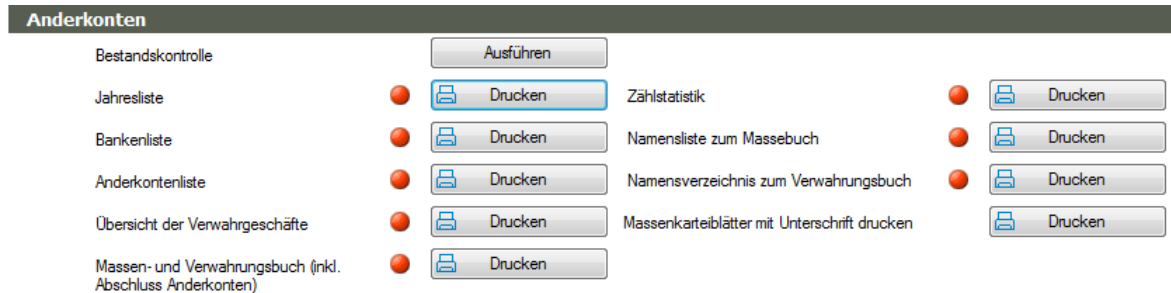 Anderkonten
Bestandskontrolle Ausführen
Jahresliste Drucken Zählstatistik Drucken
Bankenliste Drucken Namensliste zum Massebuch Drucken
Anderkontenliste Drucken Namensverzeichnis zum Verwahrungsbuch Drucken
Übersicht der Verwahrgeschäfte Drucken Massenkarteiblätter mit Unterschrift drucken Drucken
Massen- und Verwahrungsbuch (inkl. Drucken
Abschluss Anderkonten)